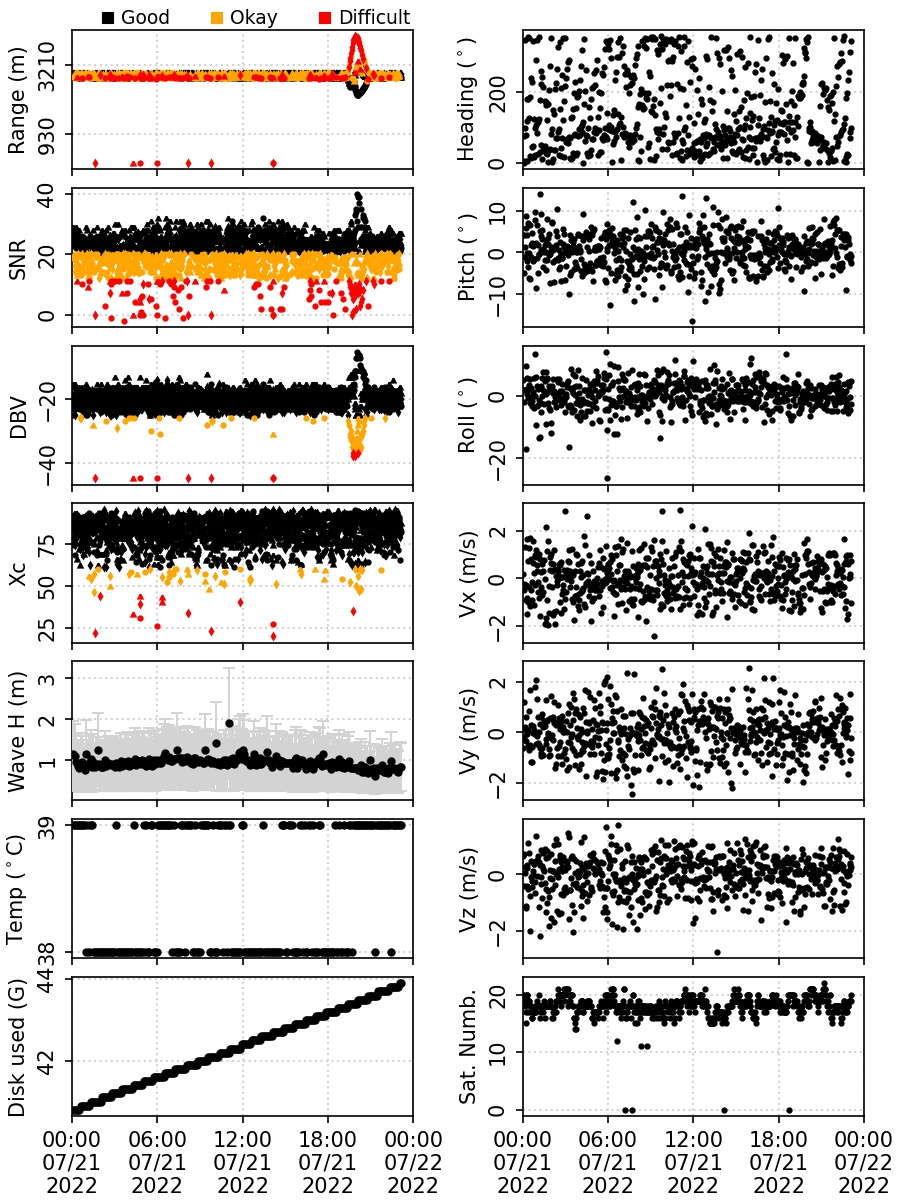 Good Okay Difficult
Range (m)
3210
930
SNR
40
20
0
DBV
−20
−40
Xc
75
50
25
Wave H (m)
3
2
1
Temp (°C)
39
38
Disk used (G)
44
42
00:00 06:00 12:00 18:00 00:00
07/21 07/21 07/21 07/21 07/22
2022 2022 2022 2022 2022
Heading (°)
200
0
Pitch (°)
10
0
−10
Roll (°)
0
−20
Vx (m/s)
2
0
−2
Vy (m/s)
2
0
−2
Vz (m/s)
0
−2
Sat. Numb.
20
10
0
00:00 06:00 12:00 18:00 00:00
07/21 07/21 07/21 07/21 07/22
2022 2022 2022 2022 2022